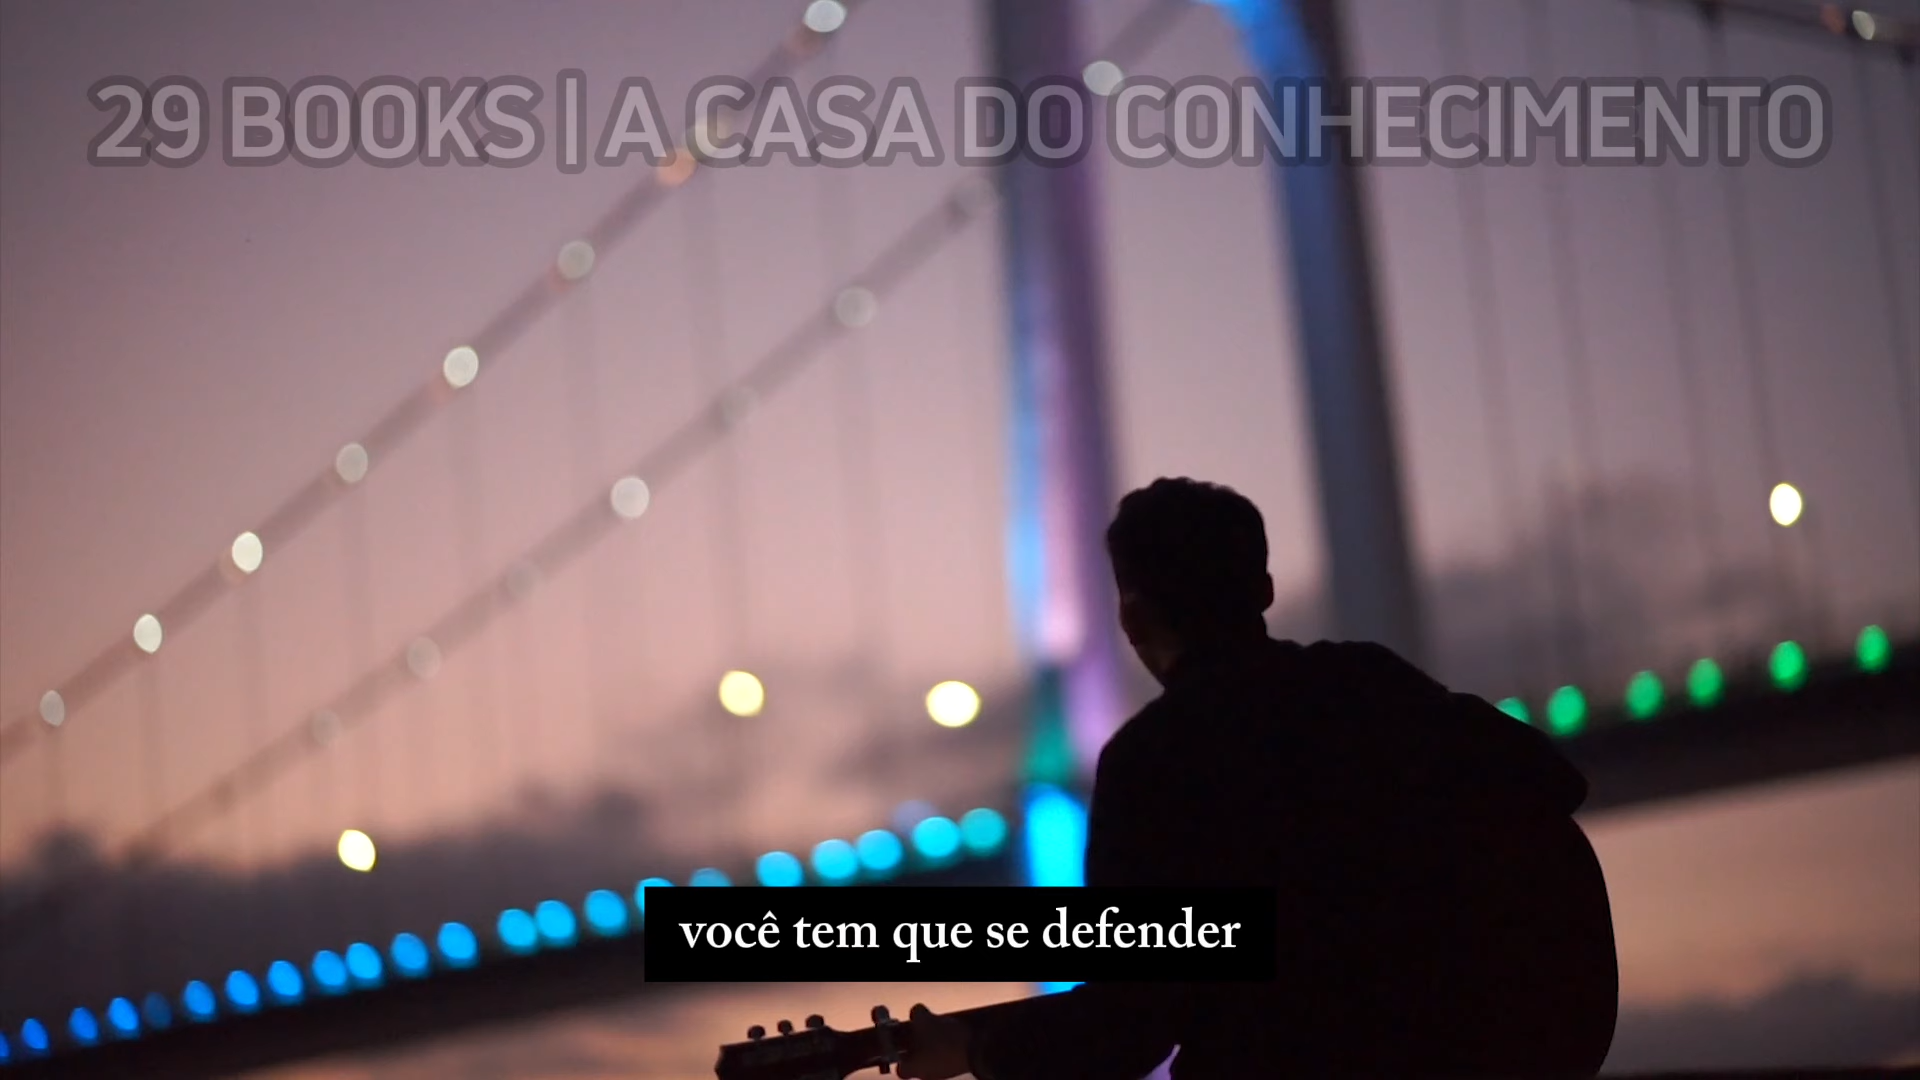 29 BOOKS | A CASA DO CONHECIMENTO
você tem que se defender